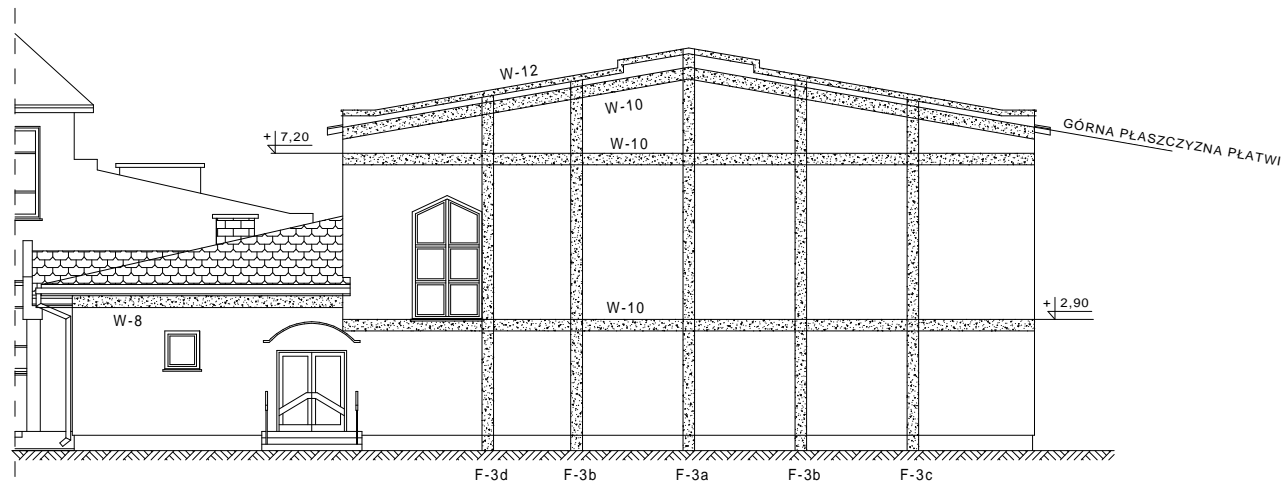 W-12
W-10
+7,20
W-10
GÓRNA PŁASZCZYZNA PŁATWI
W-10
+2,90
W-8
F-3d
F-3b
F-3a
F-3b
F-3c